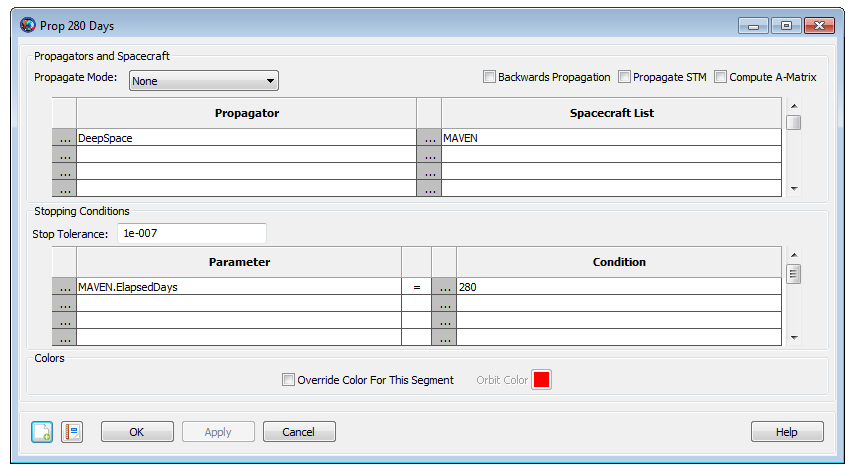 Prop 280 Days
Propagators and Spacecraft
Propagate Mode: None Backwards Propagation Propagate STM Compute A-Matrix
Propagator Spacecraft List
... DeepSpace ... MAVEN
... ...
... ...
... ...
Stopping Conditions
Stop Tolerance: 1e-007
Parameter Condition
... MAVEN.ElapsedDays = ... 280
... ...
... ...
... ...
Colors
Override Color For This Segment Orbit Color
OK Apply Cancel Help